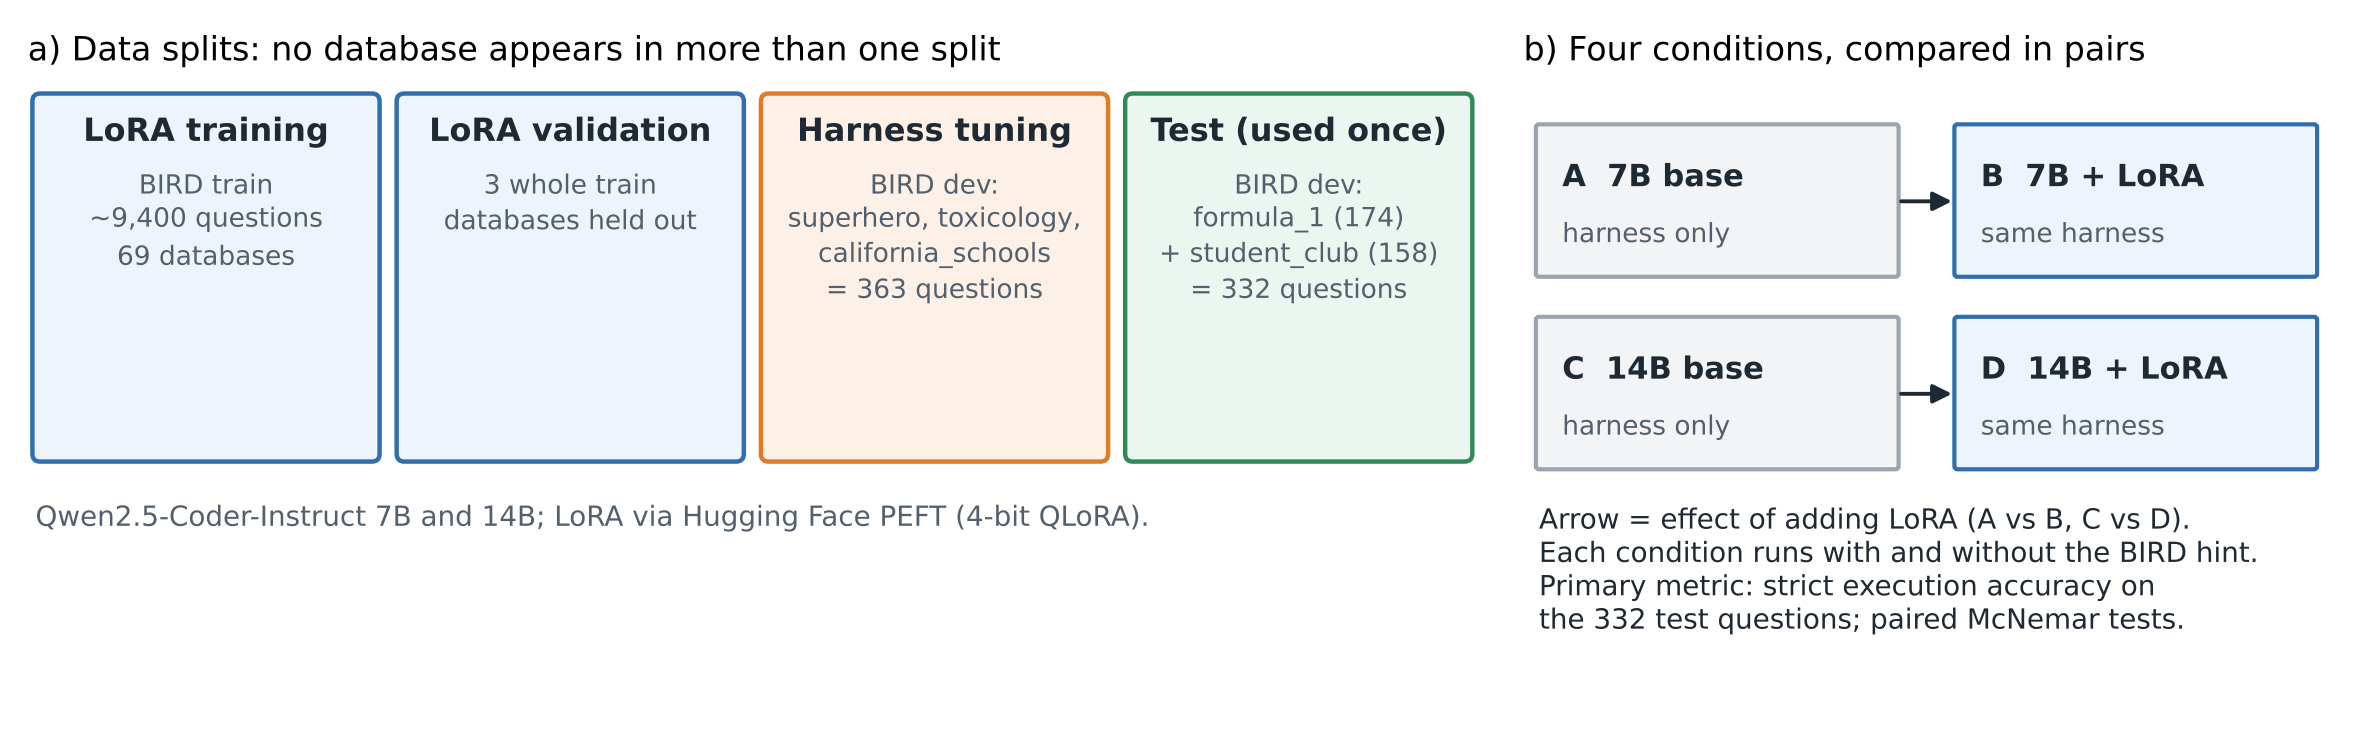 a) Data splits: no database appears in more than one split
LoRA training
BIRD train
~9,400 questions
69 databases
LoRA validation
3 whole train
databases held out
Harness tuning
BIRD dev:
superhero, toxicology,
california_schools
= 363 questions
Test (used once)
BIRD dev:
formula_1 (174)
+ student_club (158)
= 332 questions
Qwen2.5-Coder-Instruct 7B and 14B; LoRA via Hugging Face PEFT (4-bit QLoRA).
b) Four conditions, compared in pairs
A 7B base
harness only
B 7B + LoRA
same harness
C 14B base
harness only
D 14B + LoRA
same harness
Arrow = effect of adding LoRA (A vs B, C vs D).
Each condition runs with and without the BIRD hint.
Primary metric: strict execution accuracy on
the 332 test questions; paired McNemar tests.